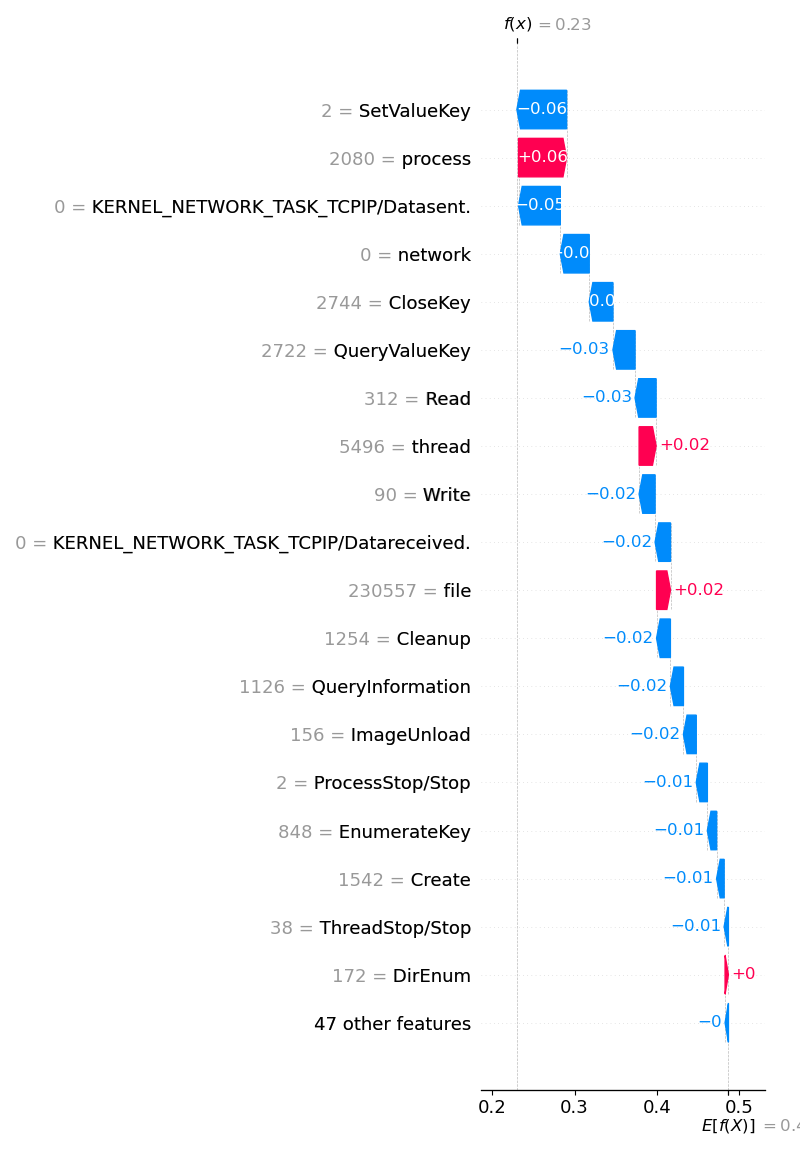 f(x) = 0.23
2 = SetValueKey −0.06
2080 = process +0.06
0 = KERNEL_NETWORK_TASK_TCPIP/Datasent. −0.05
0 = network
2744 = CloseKey
2722 = QueryValueKey −0.03
312 = Read −0.03
5496 = thread +0.02
90 = Write −0.02
0 = KERNEL_NETWORK_TASK_TCPIP/Datareceived. −0.02
230557 = file +0.02
1254 = Cleanup −0.02
1126 = QueryInformation −0.02
156 = ImageUnload −0.02
2 = ProcessStop/Stop −0.01
848 = EnumerateKey −0.01
1542 = Create −0.01
38 = ThreadStop/Stop −0.01
172 = DirEnum +0
47 other features −0
0.2 0.3 0.4 0.5
E[f(X)]